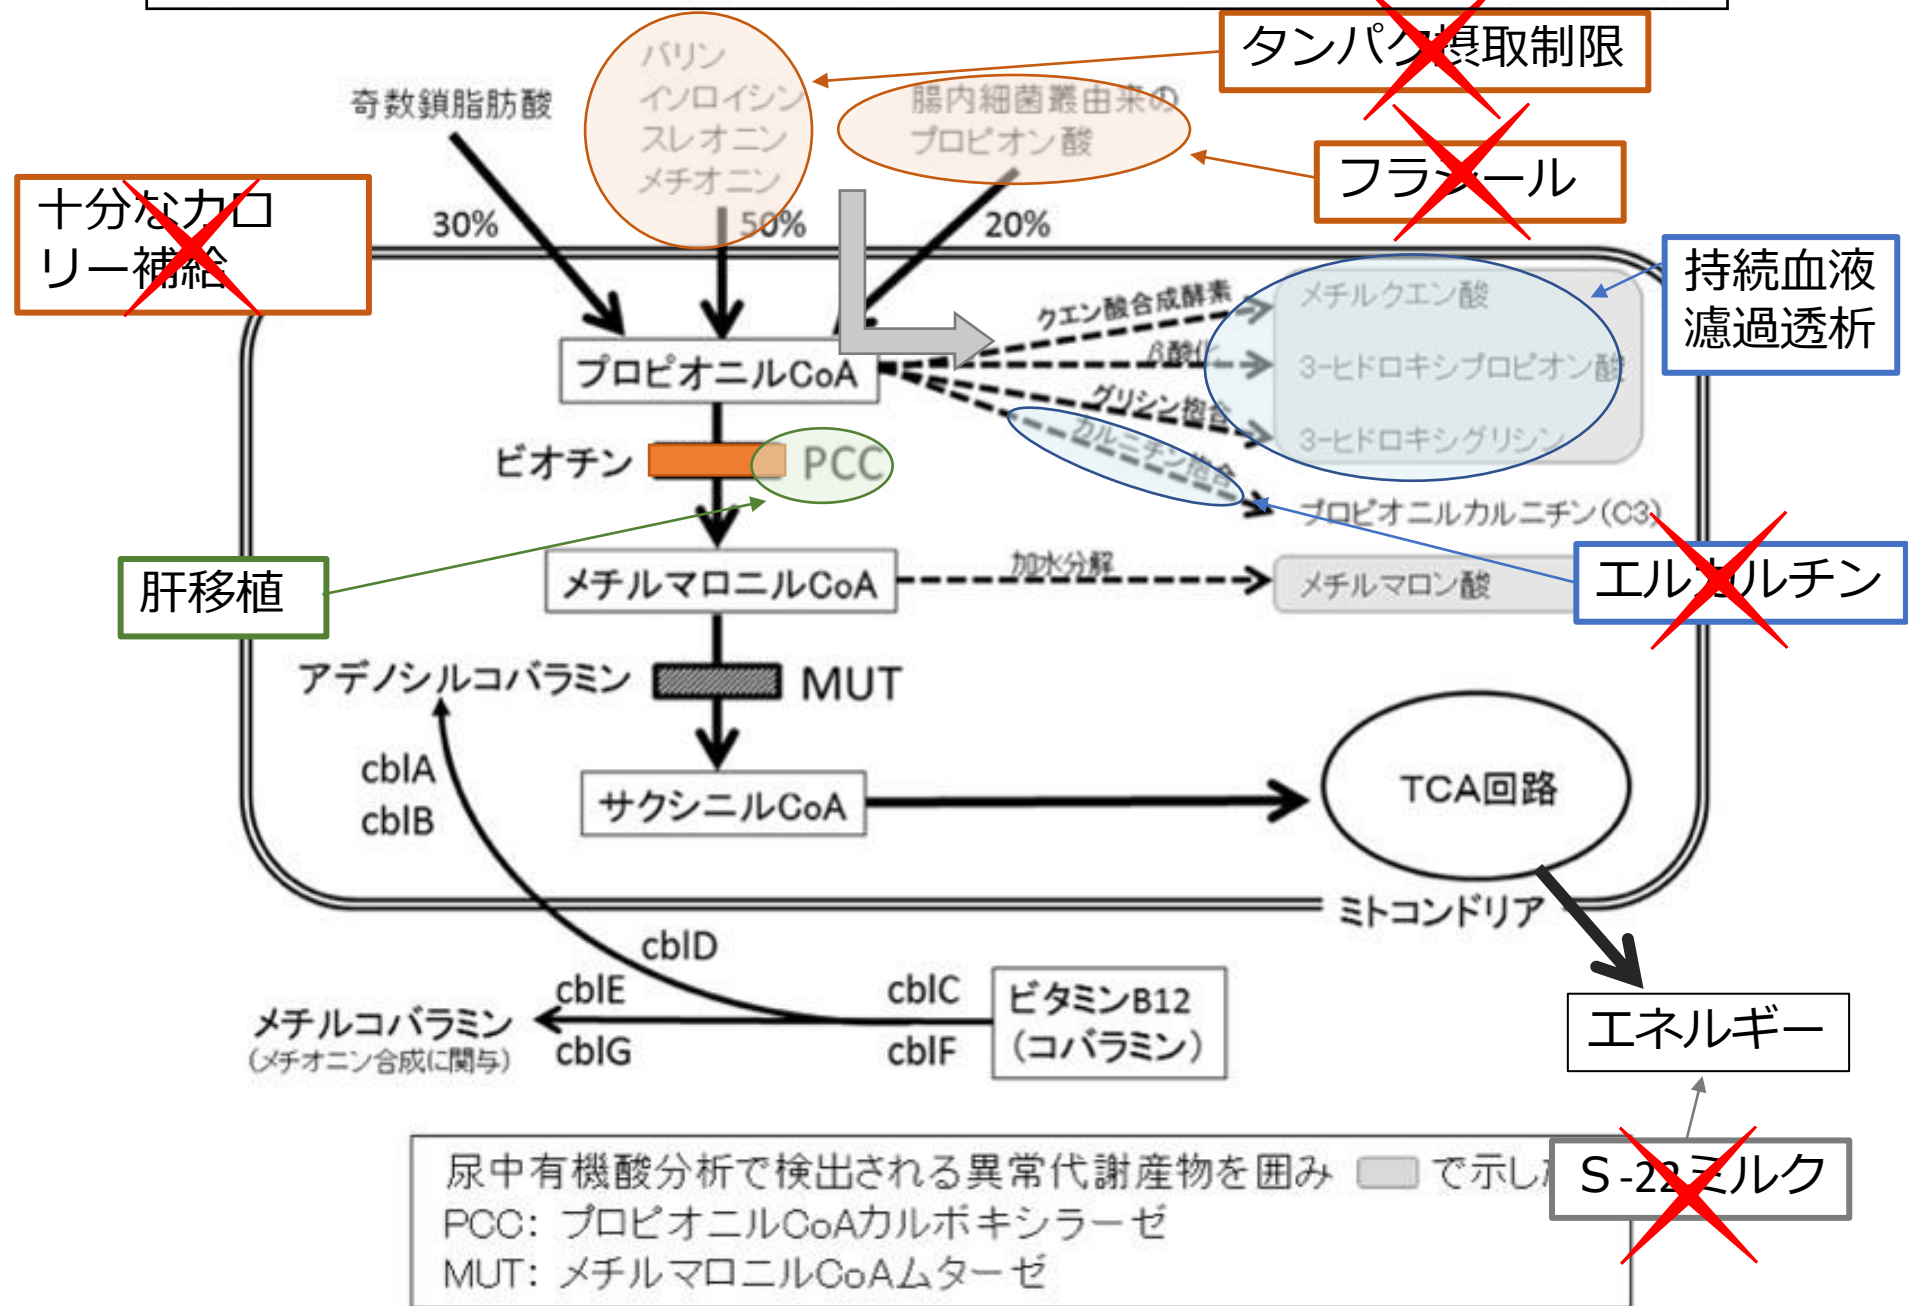 タンパク摂取制限
バリン
イソロイシン
スレオニン
メチオニン
奇数鎖脂肪酸
腸内細菌叢由来の
プロピオン酸
フラジール
十分なカロ
リー補給
30%
50%
20%
持続血液
濾過透析
クエン酸合成酵素
メチルクエン酸
β酸化
3-ヒドロキシプロピオン酸
プロピオニルCoA
グリシン抱合
3-ヒドロキシグリシン
カルニチン抱合
ビオチン
PCC
プロピオニルカルニチン(C3)
肝移植
メチルマロニルCoA
加水分解
メチルマロン酸
エルカルチン
アデノシルコバラミン
MUT
cblA
cblB
サクシニルCoA
TCA回路
ミトコンドリア
cblD
cblE
cblC
ビタミンB12
(コバラミン)
メチルコバラミン
(メチオニン合成に関与)
cblG
cblF
エネルギー
尿中有機酸分析で検出される異常代謝産物を囲み で示し
S-22ミルク
PCC: プロピオニルCoAカルボキシラーゼ
MUT: メチルマロニルCoAムターゼ